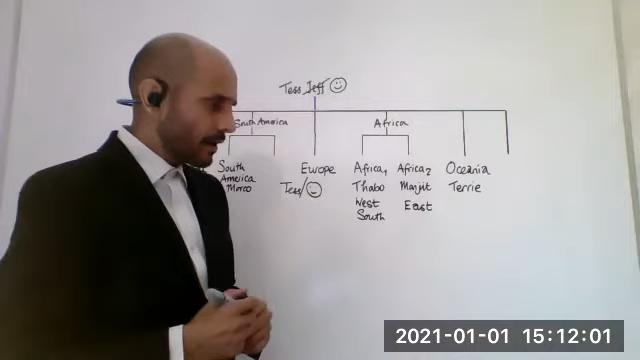 Tess Jeff
South America
Africa
South
America
Marco
Europe
Tess/
Africa1
Thabo
West
South
Africa2
Manjit
East
Oceania
Terrie
2021-01-01 15:12:01